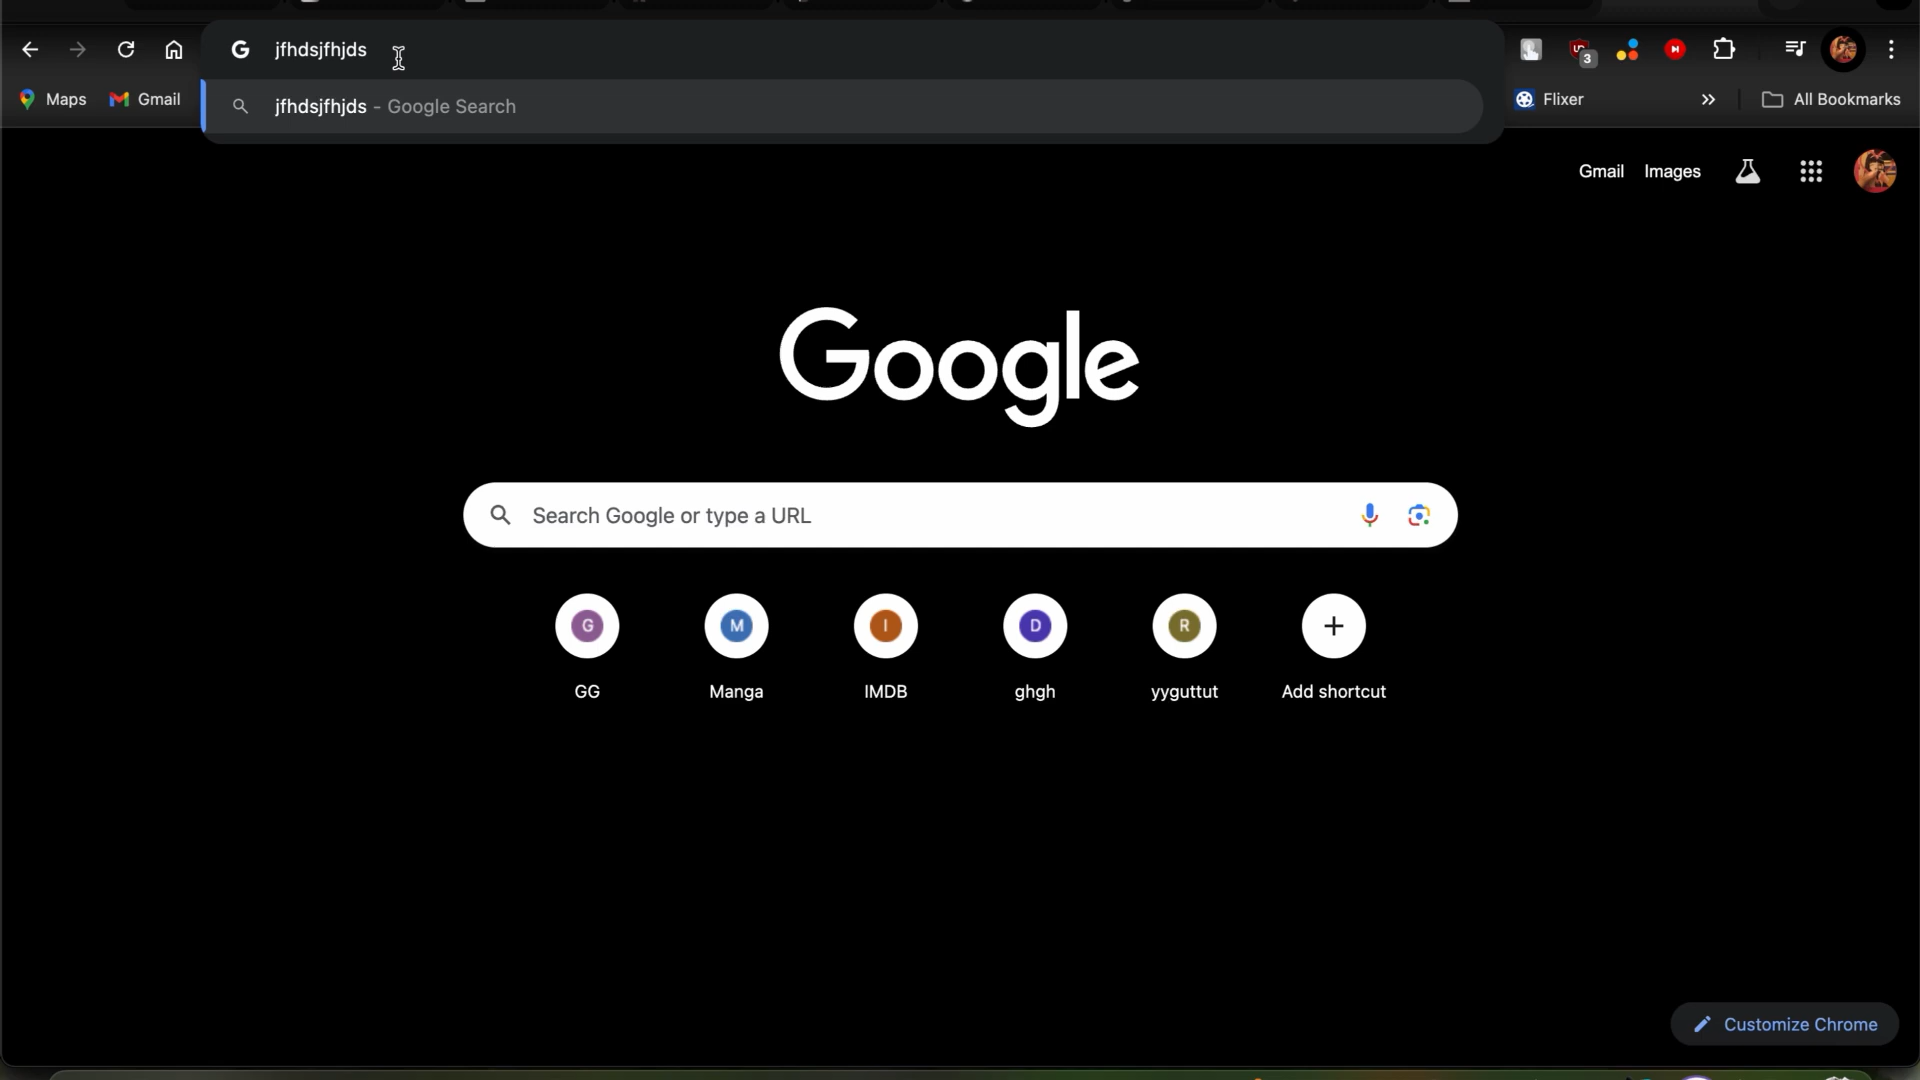 jfhdsjfhjds
3
Maps
Gmail
jfhdsjfhjds - Google Search
Flixer
All Bookmarks
Gmail
Images
Google
Search Google or type a URL
G
M
I
D
R
GG
Manga
IMDB
ghgh
yyguttut
Add shortcut
Customize Chrome